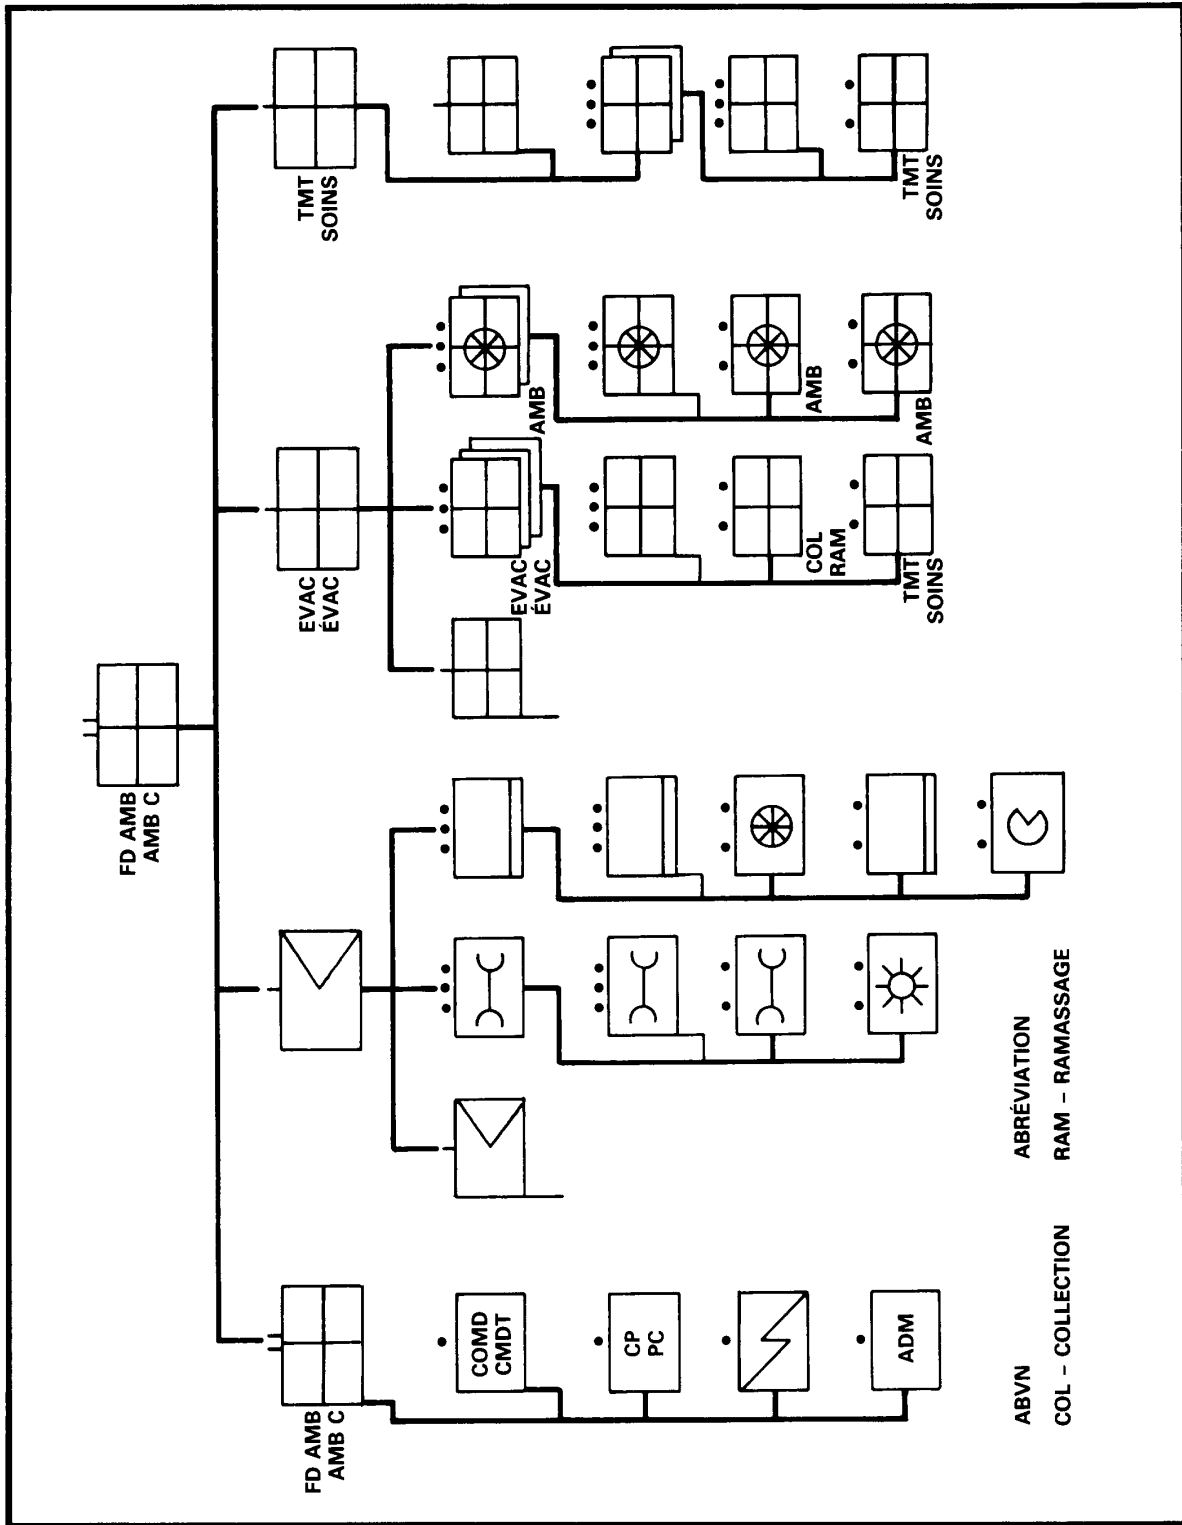 FD AMB
AMB C
FD AMB
AMB C
EVAC
ÉVAC
TMT
SOINS
COMD
CMDT
CP
PC
ADM
EVAC
ÉVAC
AMB
COL
RAM
AMB
TMT
SOINS
AMB
TMT
SOINS
ABVN
ABRÉVIATION
COL – COLLECTION
RAM – RAMASSAGE